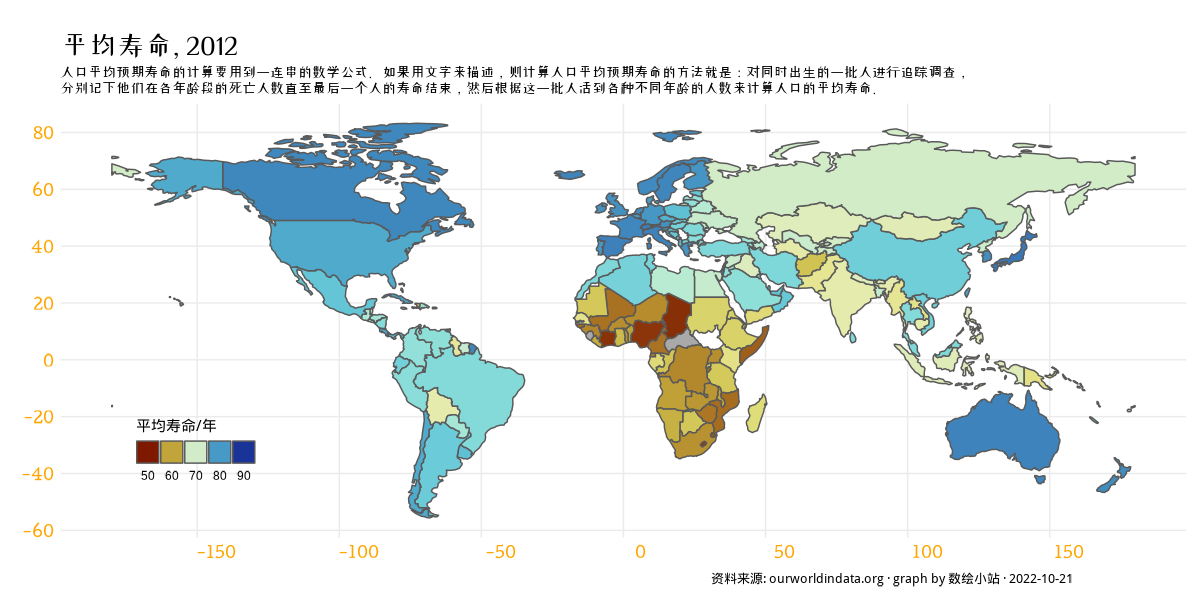 平均寿命, 2012
人口平均预期寿命的计算要用到一连串的数学公式. 如果用文字来描述，则计算人口平均预期寿命的方法就是：对同时出生的一批人进行追踪调查，
分别记下他们在各年龄段的死亡人数直至最后一个人的寿命结束，然后根据这一批人活到各种不同年龄的人数来计算人口的平均寿命.
80
60
40
20
0
−20
−40
−60
平均寿命/年
50 60 70 80 90
−150 −100 −50 0 50 100 150
资料来源: ourworldindata.org · graph by 数绘小站 · 2022-10-21